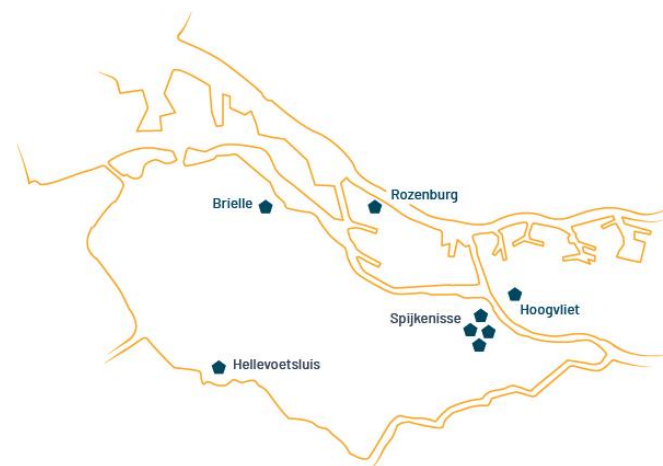 Rozenburg
Brielle
Hoogvliet
Spijkenisse
Hellevoetsluis